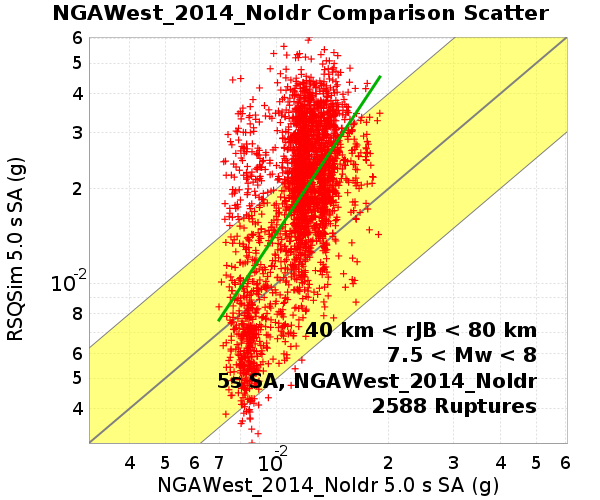 NGAWest_2014_NoIdr Comparison Scatter
RSQSim 5.0 s SA (g)
6
5
4
3
2
10-2
8
6
5
4
40 km < rJB < 80 km
7.5 < Mw < 8
5s SA, NGAWest_2014_NoIdr
2588 Ruptures
4 5 6 7 10-2 2 3 4 5 6
NGAWest_2014_NoIdr 5.0 s SA (g)